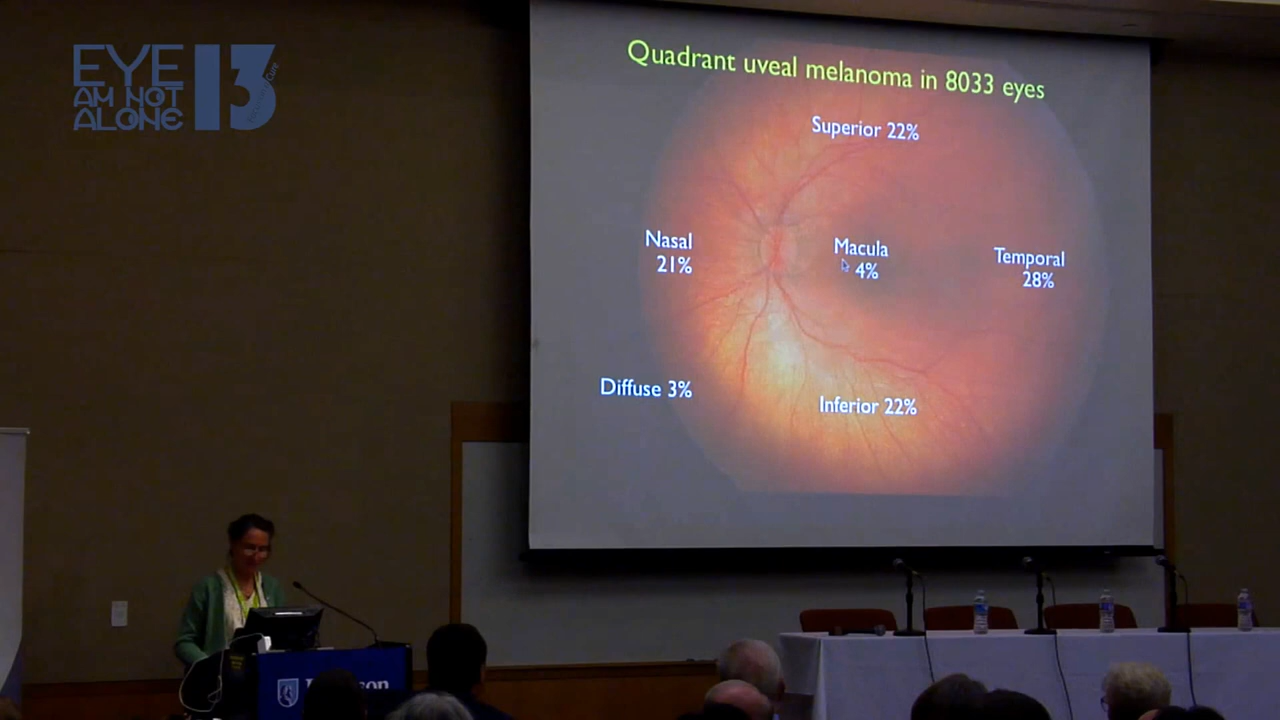 EYE
AM NOT
ALONE
13
Cure
Quadrant uveal melanoma in 8033 eyes
Superior 22%
Nasal
21%
Macula
4%
Temporal
28%
Diffuse 3%
Inferior 22%